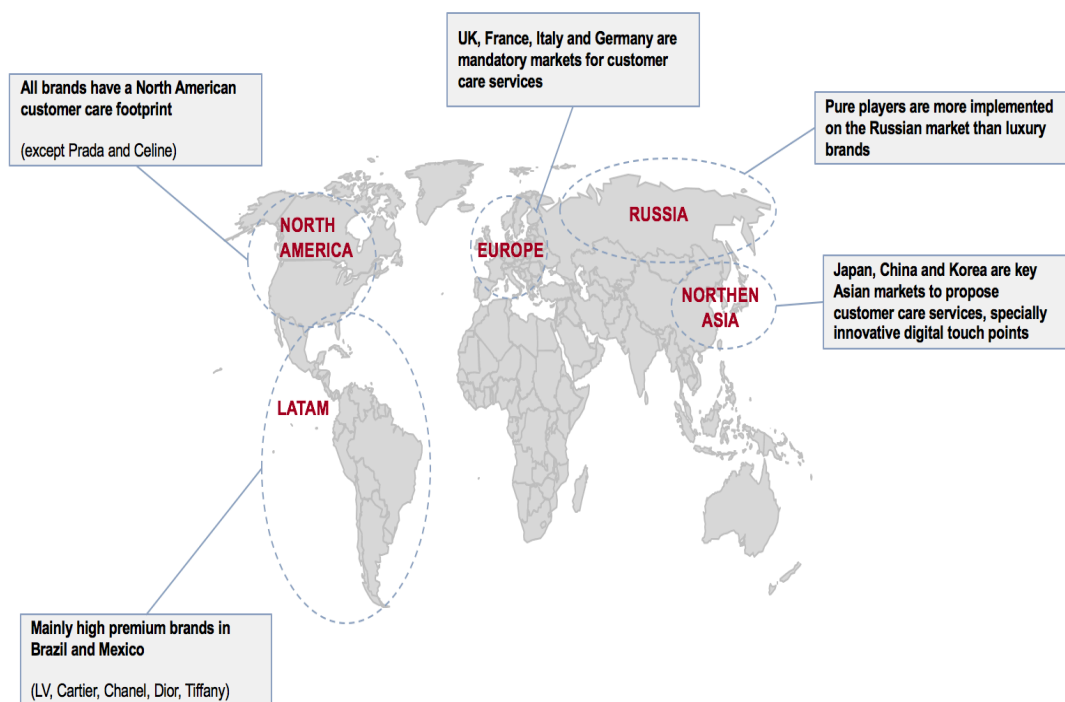 UK, France, Italy and Germany are
mandatory markets for customer
care services
All brands have a North American
customer care footprint
(except Prada and Celine)
Pure players are more implemented
on the Russian market than luxury
brands
NORTH
AMERICA
EUROPE
RUSSIA
Japan, China and Korea are key
Asian markets to propose
customer care services, specially
innovative digital touch points
NORTHEN
ASIA
LATAM
Mainly high premium brands in
Brazil and Mexico
(LV, Cartier, Chanel, Dior, Tiffany)